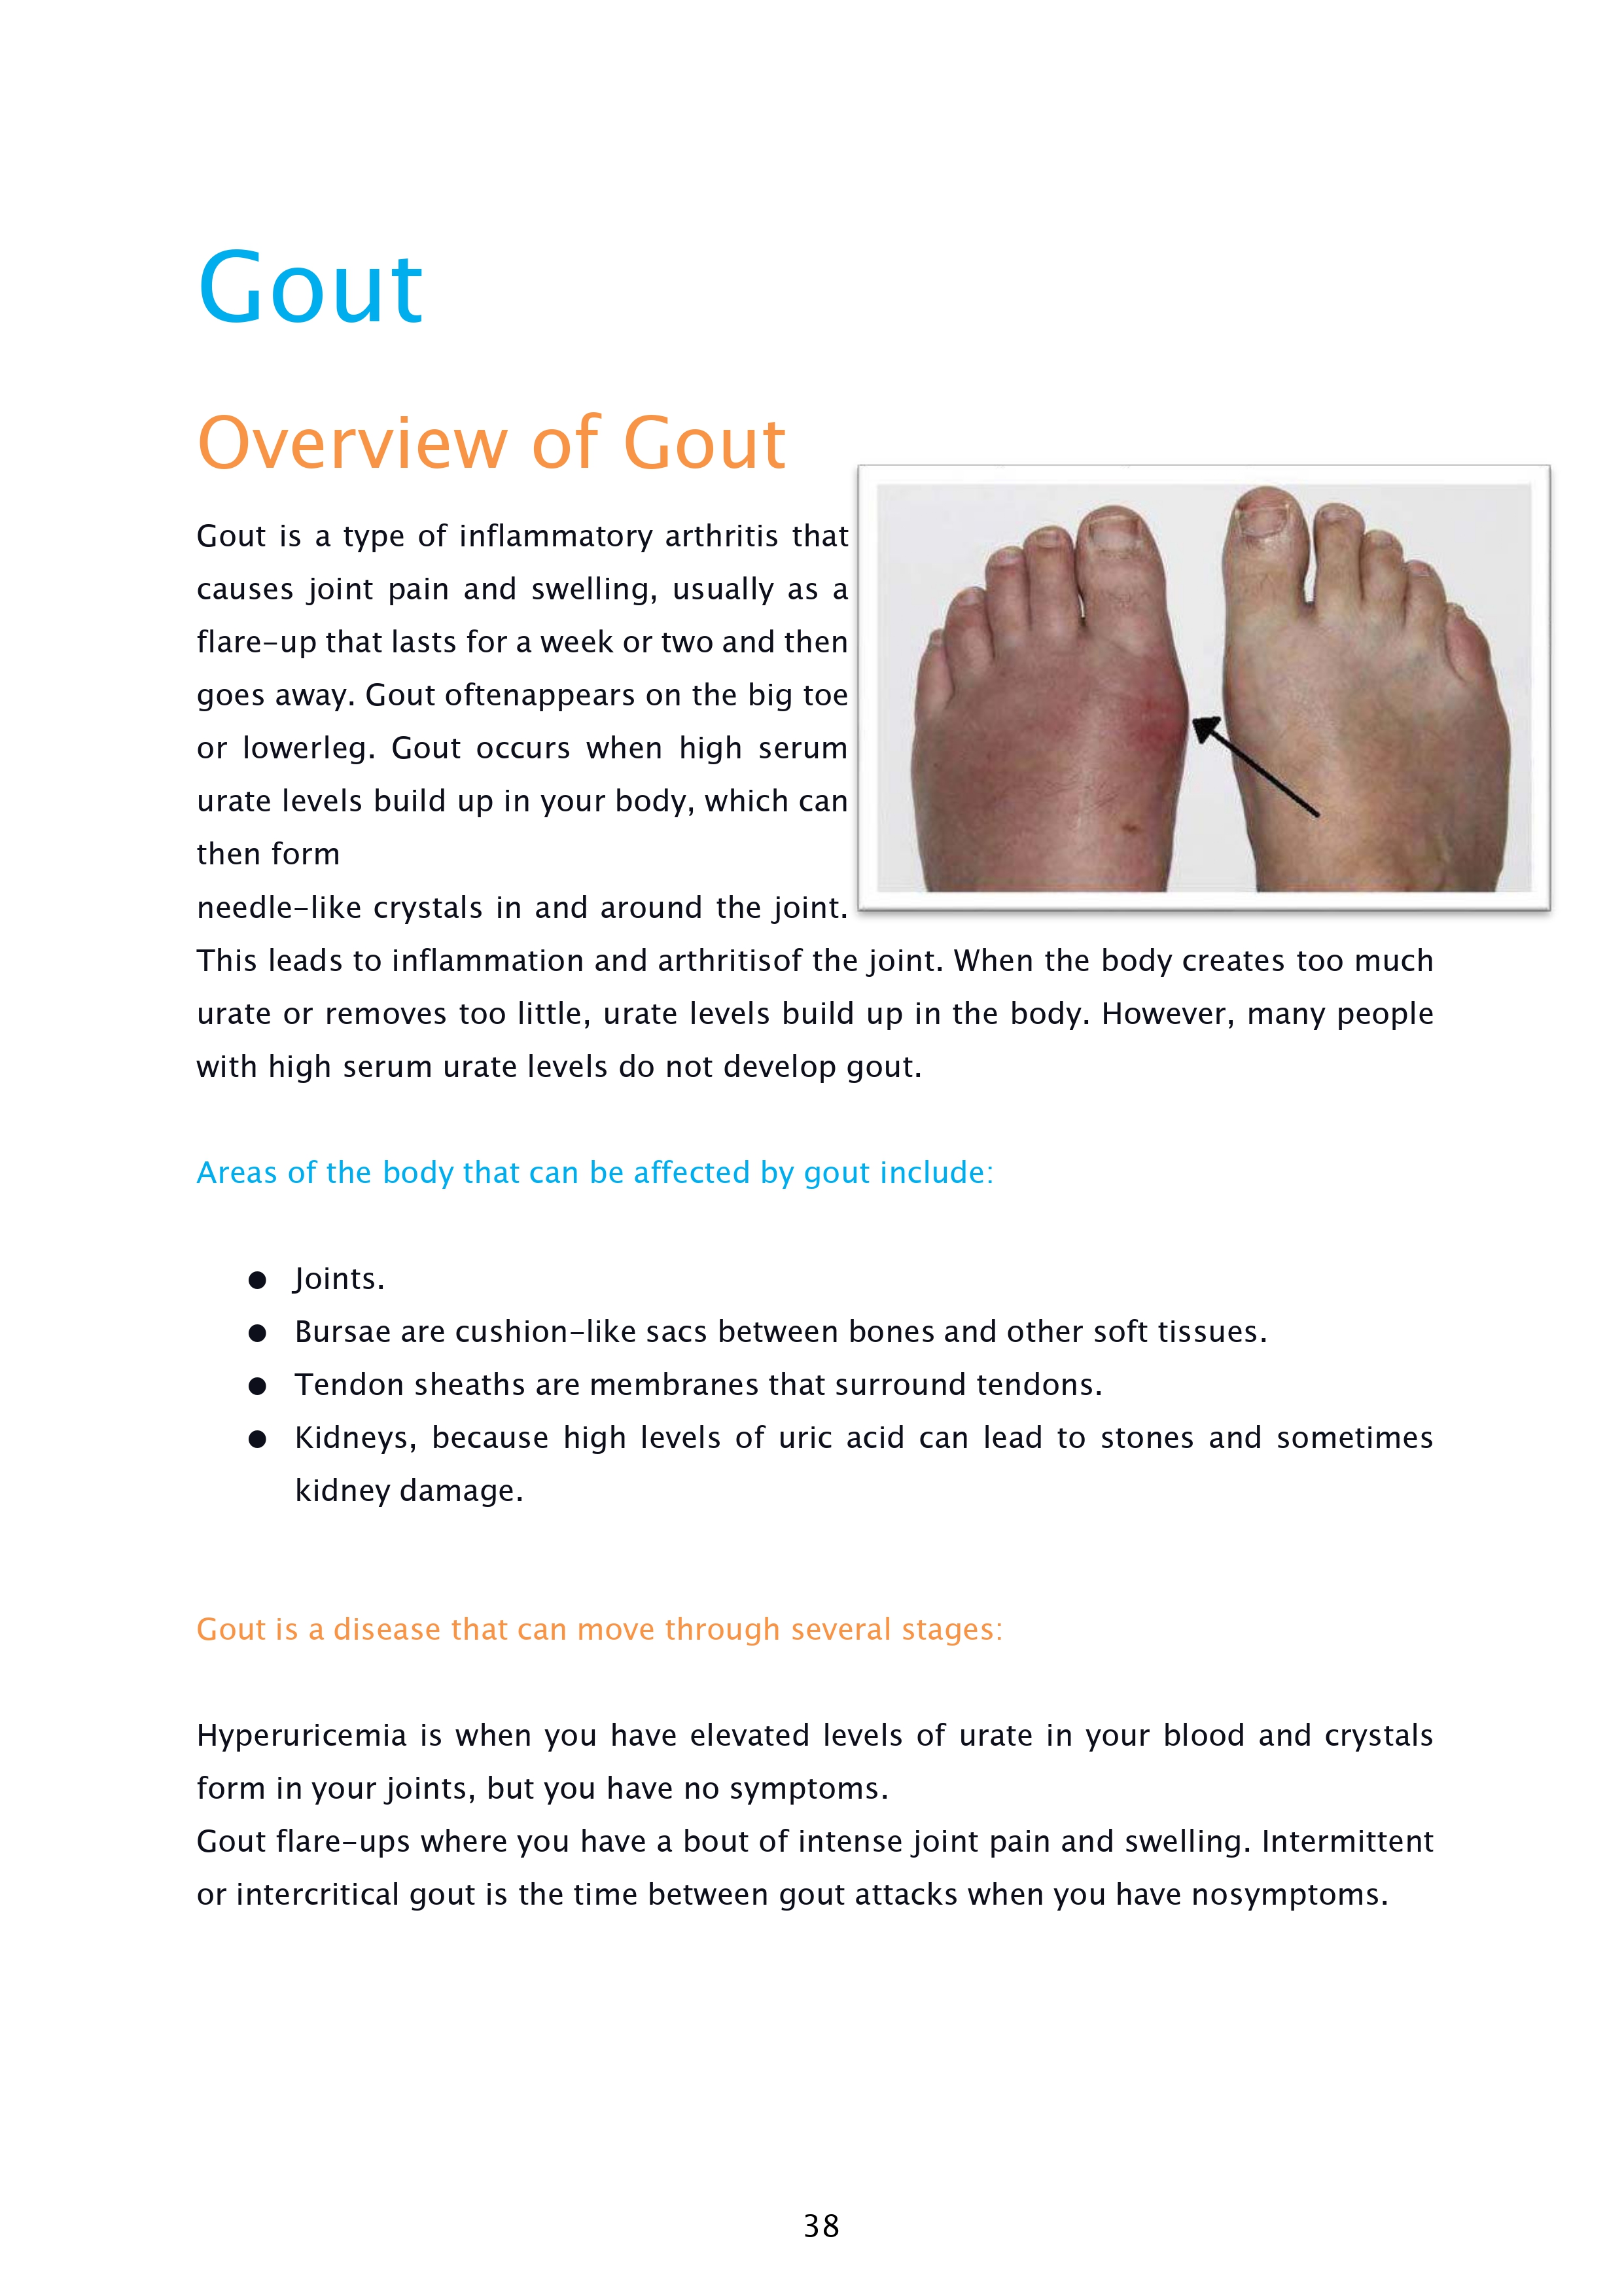 Gout
Overview of Gout
Gout is a type of inflammatory arthritis that
causes joint pain and swelling, usually as a
flare-up that lasts for a week or two and then
goes away. Gout oftenappears on the big toe
or lowerleg. Gout occurs when high serum
urate levels build up in your body, which can
then form
needle-like crystals in and around the joint.
This leads to inflammation and arthritisof the joint. When the body creates too much
urate or removes too little, urate levels build up in the body. However, many people
with high serum urate levels do not develop gout.
Areas of the body that can be affected by gout include:
● Joints.
● Bursae are cushion-like sacs between bones and other soft tissues.
● Tendon sheaths are membranes that surround tendons.
● Kidneys, because high levels of uric acid can lead to stones and sometimes
kidney damage.
Gout is a disease that can move through several stages:
Hyperuricemia is when you have elevated levels of urate in your blood and crystals
form in your joints, but you have no symptoms.
Gout flare-ups where you have a bout of intense joint pain and swelling. Intermittent
or intercritical gout is the time between gout attacks when you have nosymptoms.
38